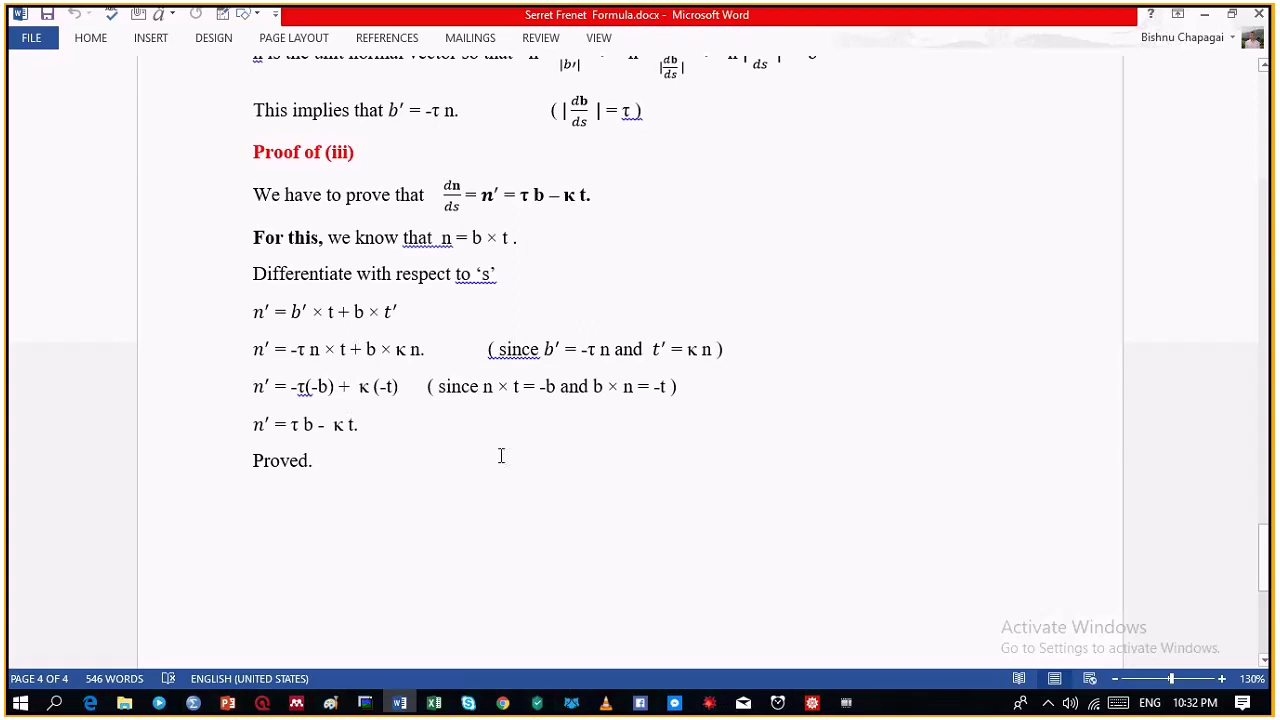 Serret Frenet Formula.docx - Microsoft Word
FILE HOME INSERT DESIGN PAGE LAYOUT REFERENCES MAILINGS REVIEW VIEW Bishnu Chapagai
This implies that b′ = -τ n. ( | d𝐛/ds | = τ )
Proof of (iii)
We have to prove that d𝐧/ds = n′ = τ b – κ t.
For this, we know that n = b × t .
Differentiate with respect to ‘s’
n′ = b′ × t + b × t′
n′ = -τ n × t + b × κ n. ( since b′ = -τ n and t′ = κ n )
n′ = -τ(-b) + κ (-t) ( since n × t = -b and b × n = -t )
n′ = τ b - κ t.
Proved.
Activate Windows
Go to Settings to activate Windows.
PAGE 4 OF 4 546 WORDS ENGLISH (UNITED STATES) 130%
ENG 10:32 PM